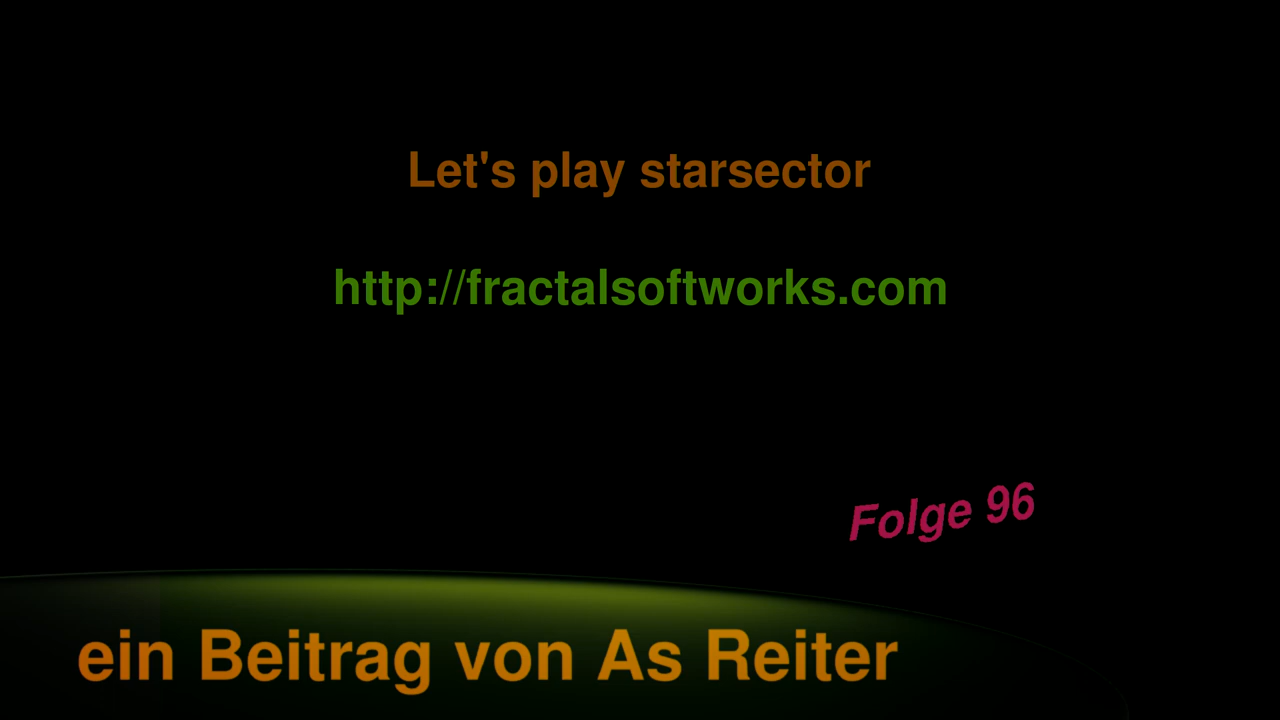 Let's play starsector
http://fractalsoftworks.com
Folge 96
ein Beitrag von As Reiter